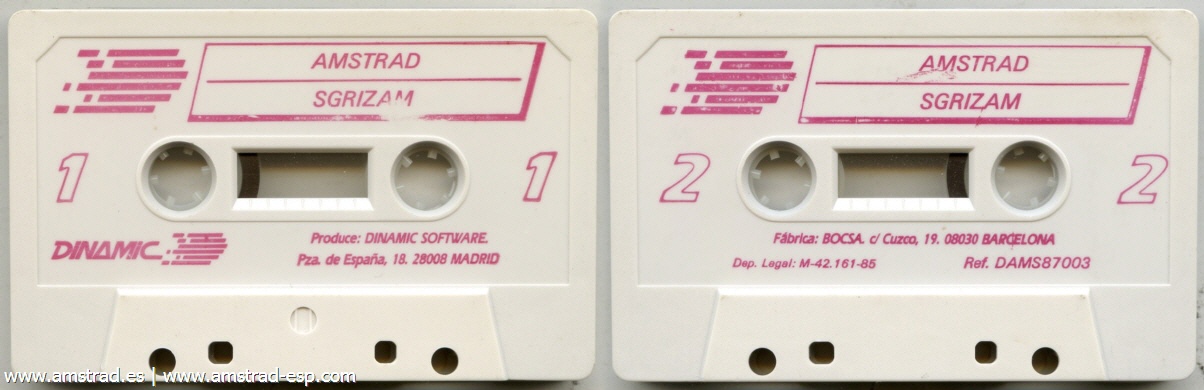 AMSTRAD
SGRIZAM
1 1
DINAMIC
Produce: DINAMIC SOFTWARE.
Pza. de España, 18. 28008 MADRID
AMSTRAD
SGRIZAM
2 2
Fábrica: BOCSA. c/ Cuzco, 19. 08030 BARCELONA
Dep. Legal: M-42.161-85 Ref. DAMS87003
www.amstrad.es | www.amstrad-esp.com